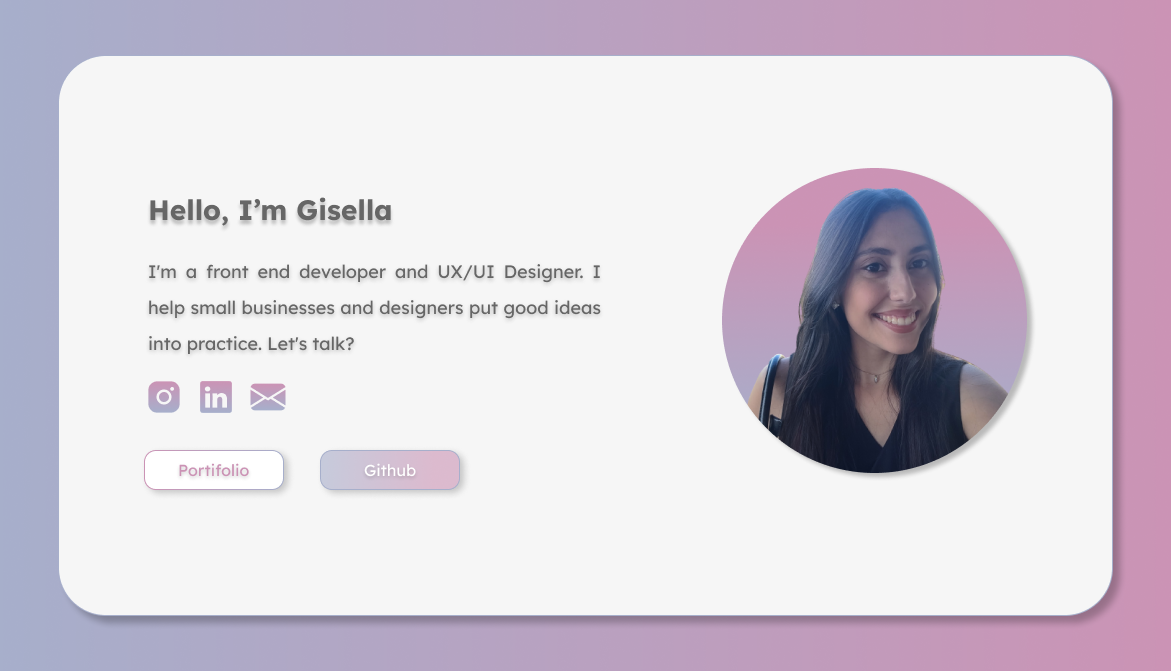 Hello, I’m Gisella
I'm a front end developer and UX/UI Designer. I
help small businesses and designers put good ideas
into practice. Let's talk?
in
Portifolio
Github